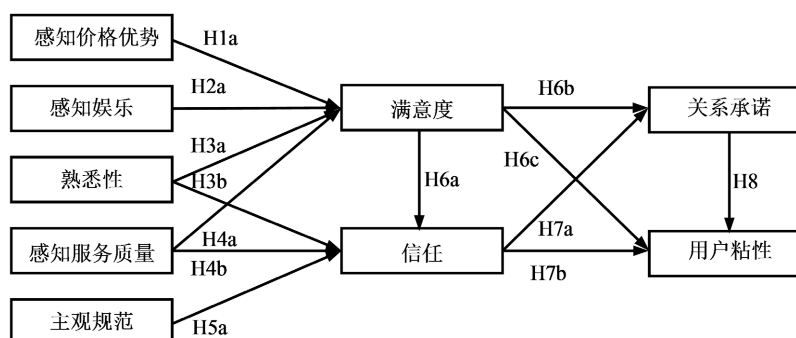 感知价格优势
H1a
感知娱乐
H2a
满意度
H6b
关系承诺
熟悉性
H3a
H3b
H6a
H6c
H8
感知服务质量
H4a
H4b
信任
H7a
H7b
用户粘性
主观规范
H5a